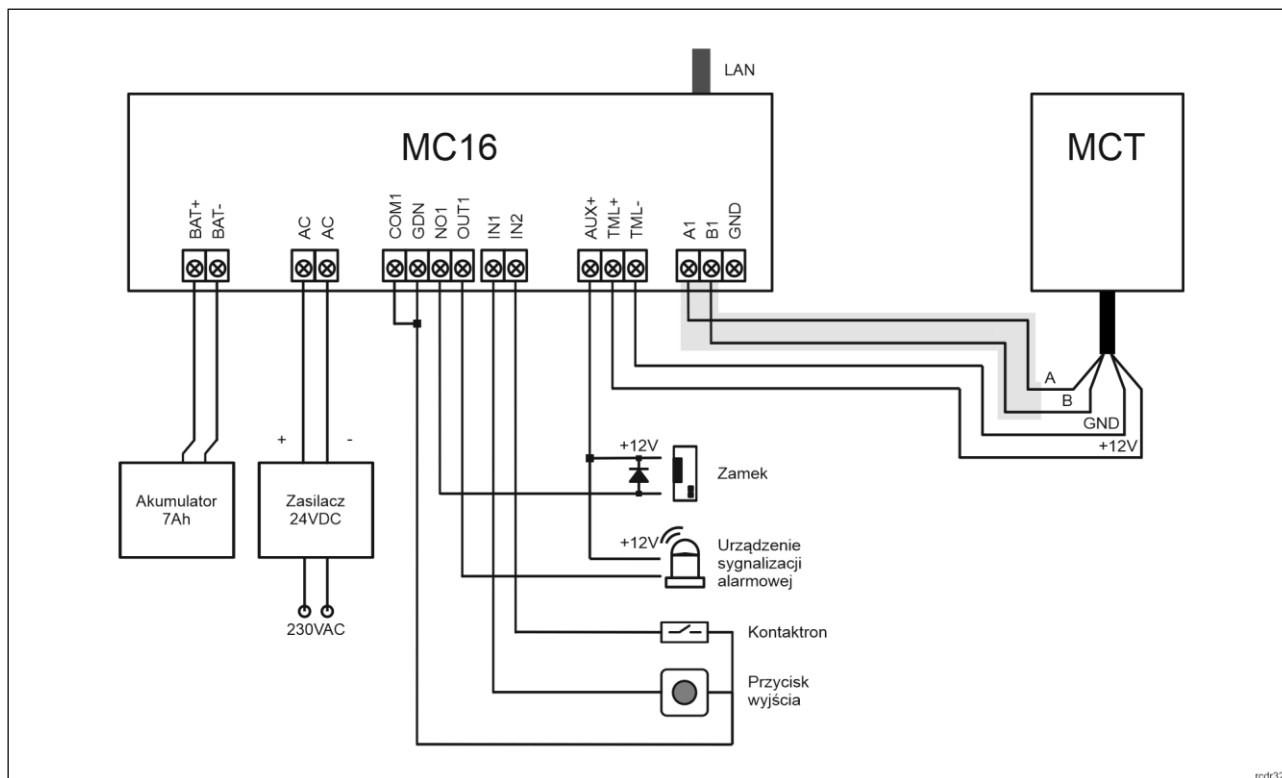 LAN
MC16
MCT
BAT+
BAT-
AC
AC
COM1
GDN
NO1
OUT1
IN1
IN2
AUX+
TML+
TML-
A1
B1
GND
A
B
GND
+12V
+ -
Akumulator
7Ah
Zasilacz
24VDC
230VAC
+12V
Zamek
+12V
Urządzenie
sygnalizacji
alarmowej
Kontaktron
Przycisk
wyjścia
rcdr32